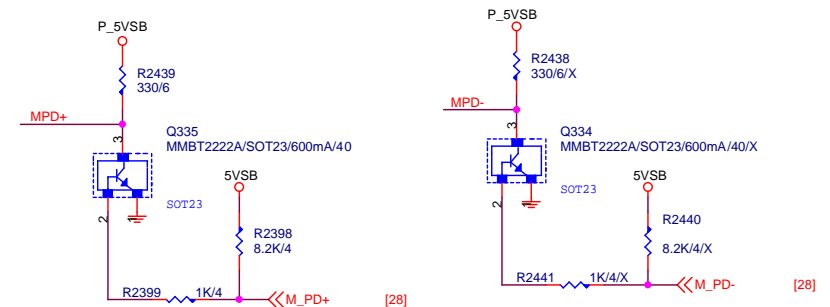 P_5VSB
R2439
330/6
MPD+
3
Q335
MMBT2222A/SOT23/600mA/40
SOT23
2
1
5VSB
R2398
8.2K/4
R2399
1K/4
M_PD+
[28]
P_5VSB
R2438
330/6/X
MPD-
3
Q334
MMBT2222A/SOT23/600mA/40/X
SOT23
2
1
5VSB
R2440
8.2K/4/X
R2441
1K/4/X
M_PD-
[28]